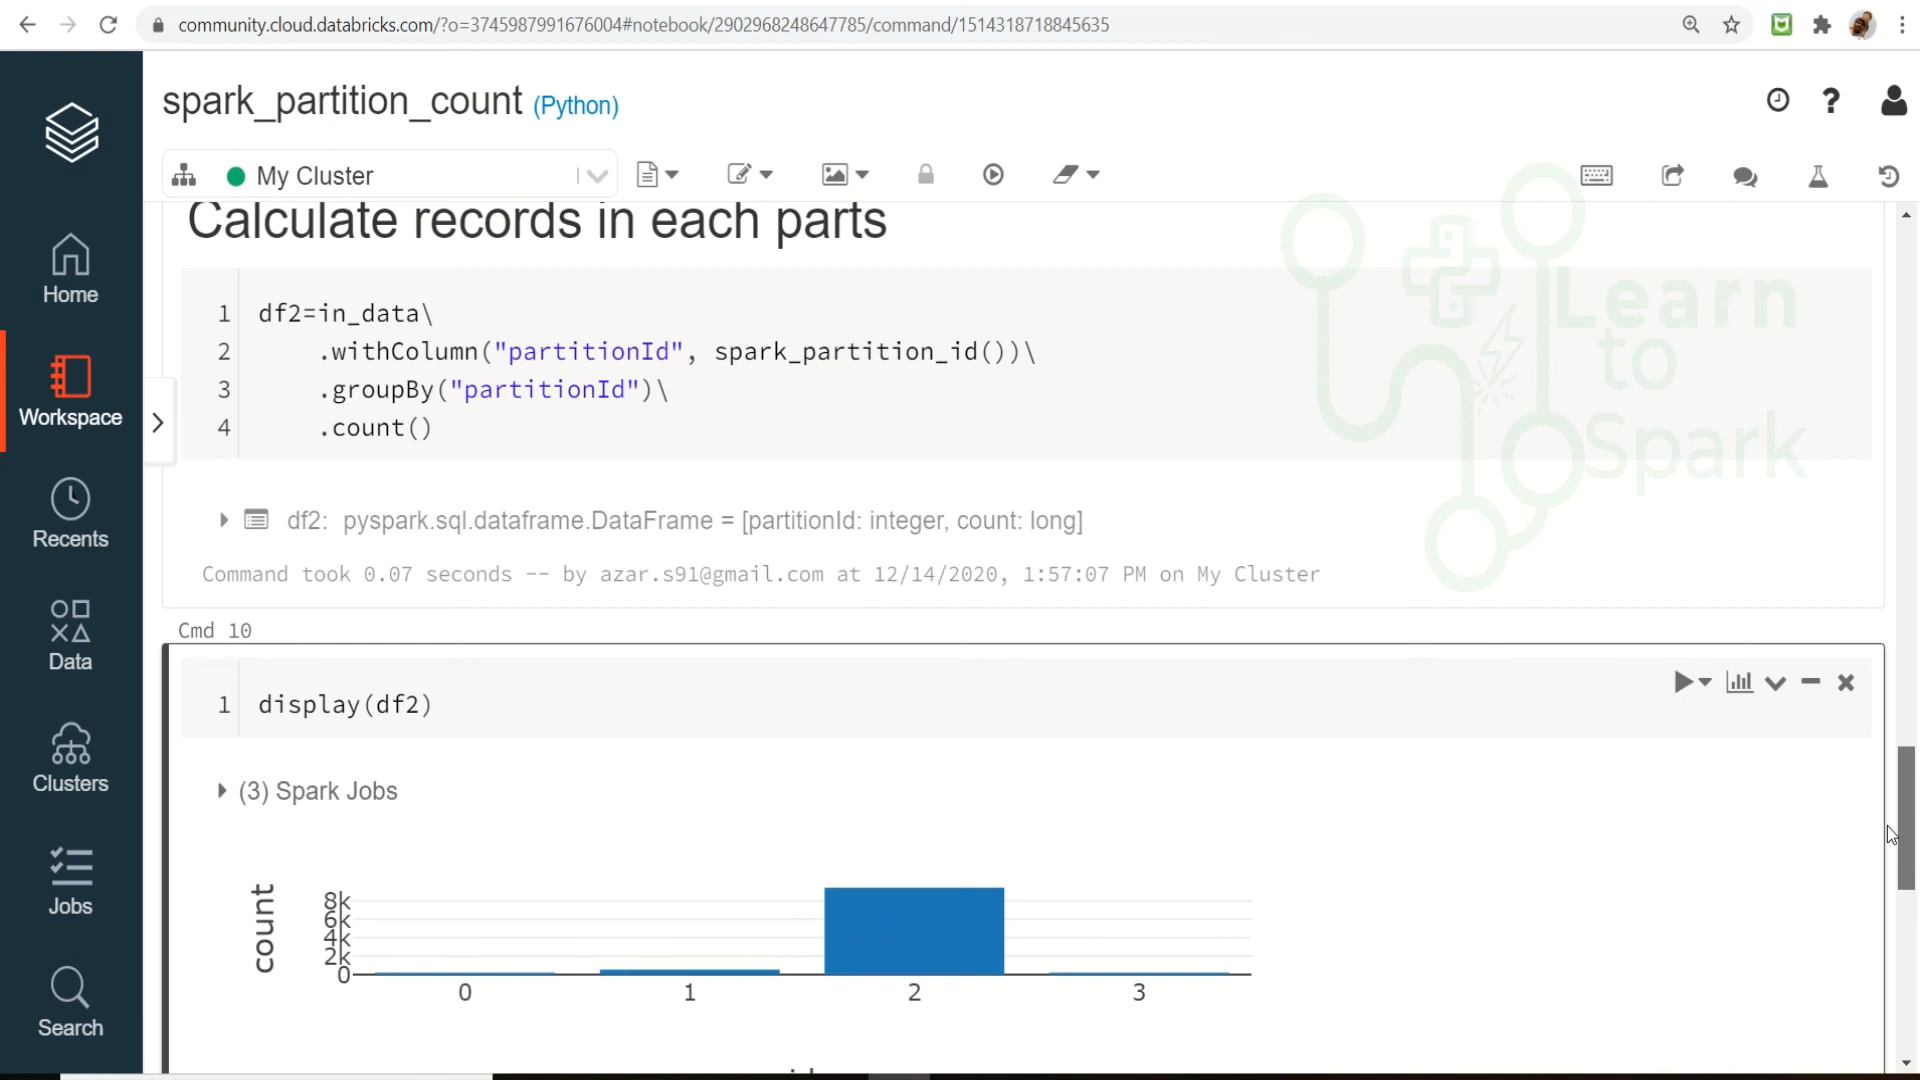 community.cloud.databricks.com/?o=3745987991676004#notebook/2902968248647785/command/1514318718845635
spark_partition_count (Python)
My Cluster
Calculate records in each parts
1 df2=in_data\
2 .withColumn("partitionId", spark_partition_id())\
3 .groupBy("partitionId")\
4 .count()
df2: pyspark.sql.dataframe.DataFrame = [partitionId: integer, count: long]
Command took 0.07 seconds -- by azar.s91@gmail.com at 12/14/2020, 1:57:07 PM on My Cluster
Cmd 10
1 display(df2)
(3) Spark Jobs
count
8k
6k
4k
2k
0
0 1 2 3
Home
Workspace
Recents
Data
Clusters
Jobs
Search
Learn
to
Spark